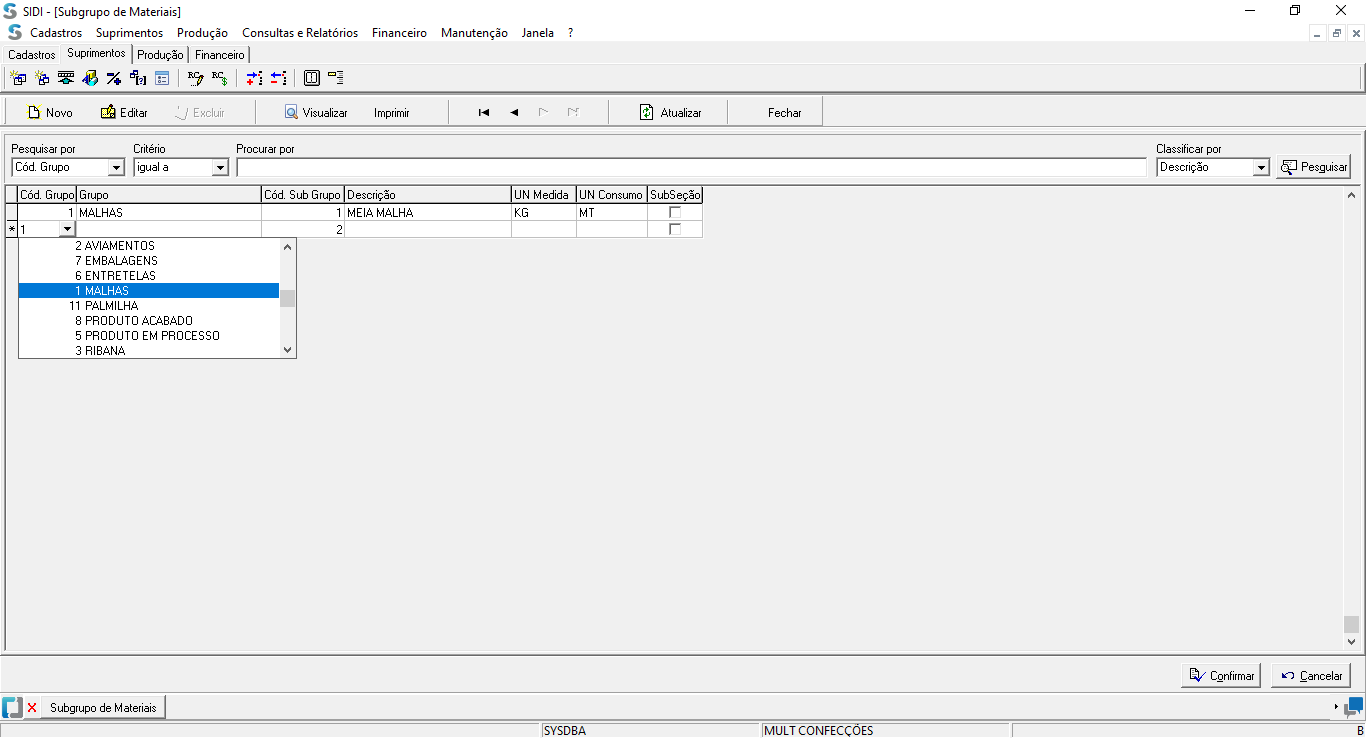 SIDI - [Subgrupo de Materiais]
Cadastros Suprimentos Produção Consultas e Relatórios Financeiro Manutenção Janela ?
Cadastros Suprimentos Produção Financeiro
Novo Editar Excluir Visualizar Imprimir Atualizar Fechar
Pesquisar por Critério Procurar por Classificar por
Cód. Grupo igual a Descrição Pesquisar
Cód. Grupo Grupo Cód. Sub Grupo Descrição UN Medida UN Consumo SubSeção
1 MALHAS 1 MEIA MALHA KG MT
* 1 2
2 AVIAMENTOS
7 EMBALAGENS
6 ENTRETELAS
1 MALHAS
11 PALMILHA
8 PRODUTO ACABADO
5 PRODUTO EM PROCESSO
3 RIBANA
Confirmar Cancelar
Subgrupo de Materiais
SYSDBA MULT CONFECÇÕES B